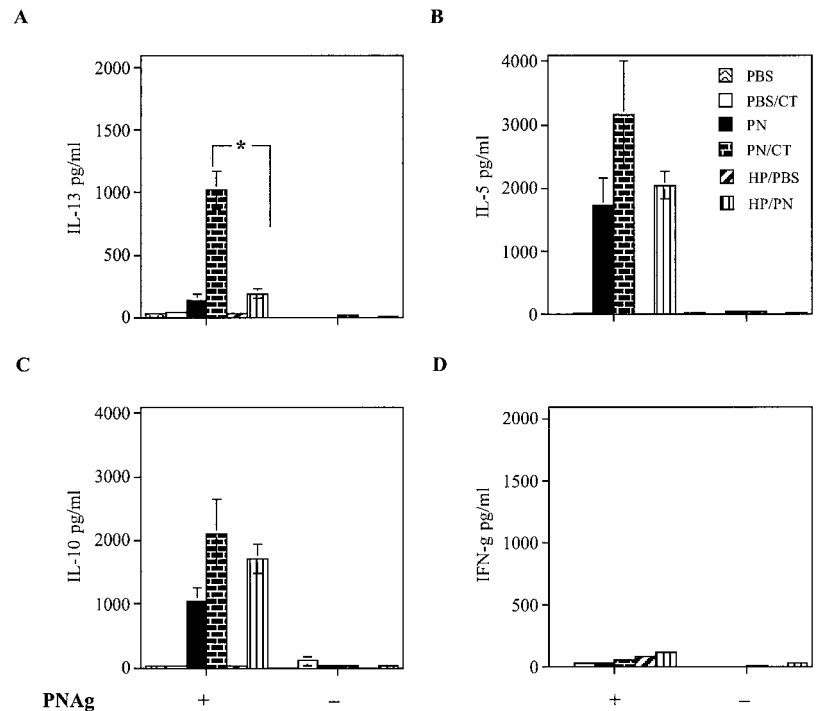 A
IL-13 pg/ml
2000
1500
1000
500
0
*
B
IL-5 pg/ml
4000
3000
2000
1000
0
PBS
PBS/CT
PN
PN/CT
HP/PBS
HP/PN
C
IL-10 pg/ml
4000
3000
2000
1000
0
D
IFN-g pg/ml
2000
1500
2000
500
0
PNAg + − + −